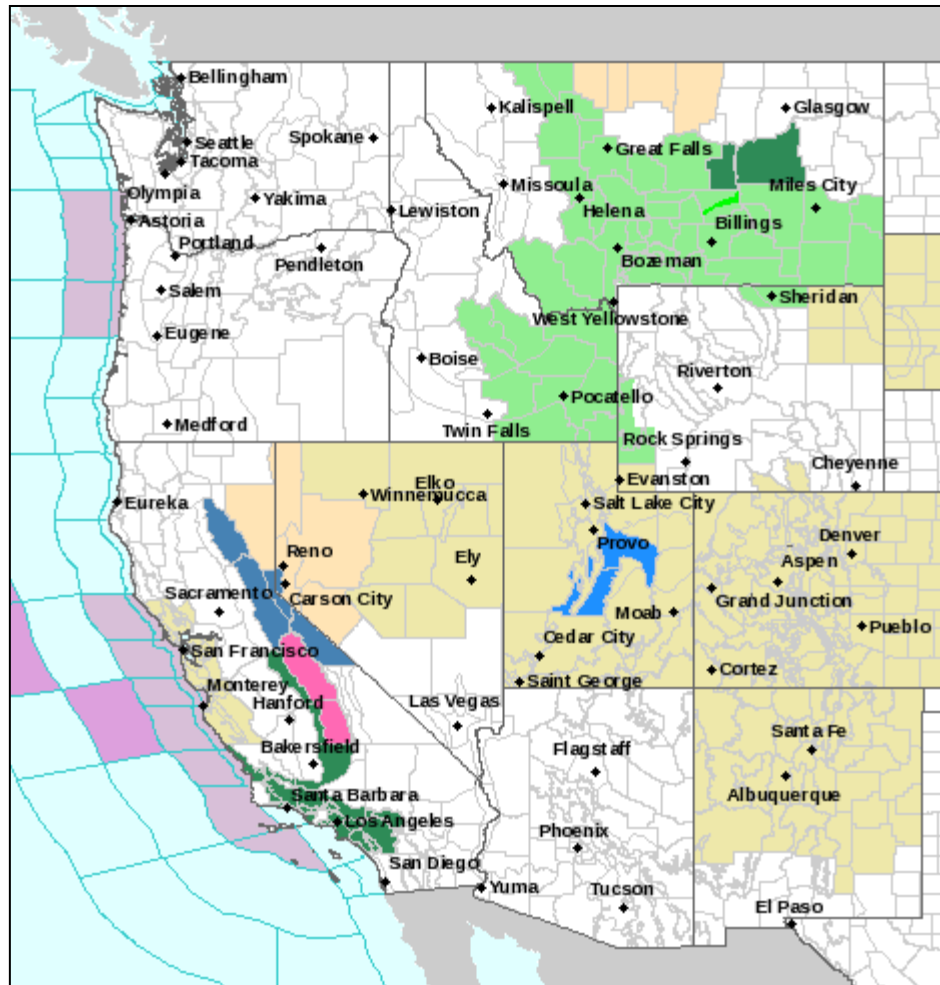 Bellingham
Kalispell
Glasgow
Spokane
Seattle
Great Falls
Tacoma
Olympia
Missoula
Miles City
Yakima
Helena
Lewiston
Astoria
Billings
Portland
Pendleton
Bozeman
Salem
Sheridan
West Yellowstone
Eugene
Boise
Riverton
Pocatello
Medford
Twin Falls
Rock Springs
Cheyenne
Elko
Evanston
Winnemucca
Eureka
Salt Lake City
Denver
Provo
Reno
Ely
Aspen
Sacramento
Carson City
Grand Junction
Moab
Pueblo
Cedar City
San Francisco
Cortez
Saint George
Monterey
Las Vegas
Hanford
Santa Fe
Bakersfield
Flagstaff
Albuquerque
Santa Barbara
Los Angeles
Phoenix
San Diego
Yuma
Tucson
El Paso